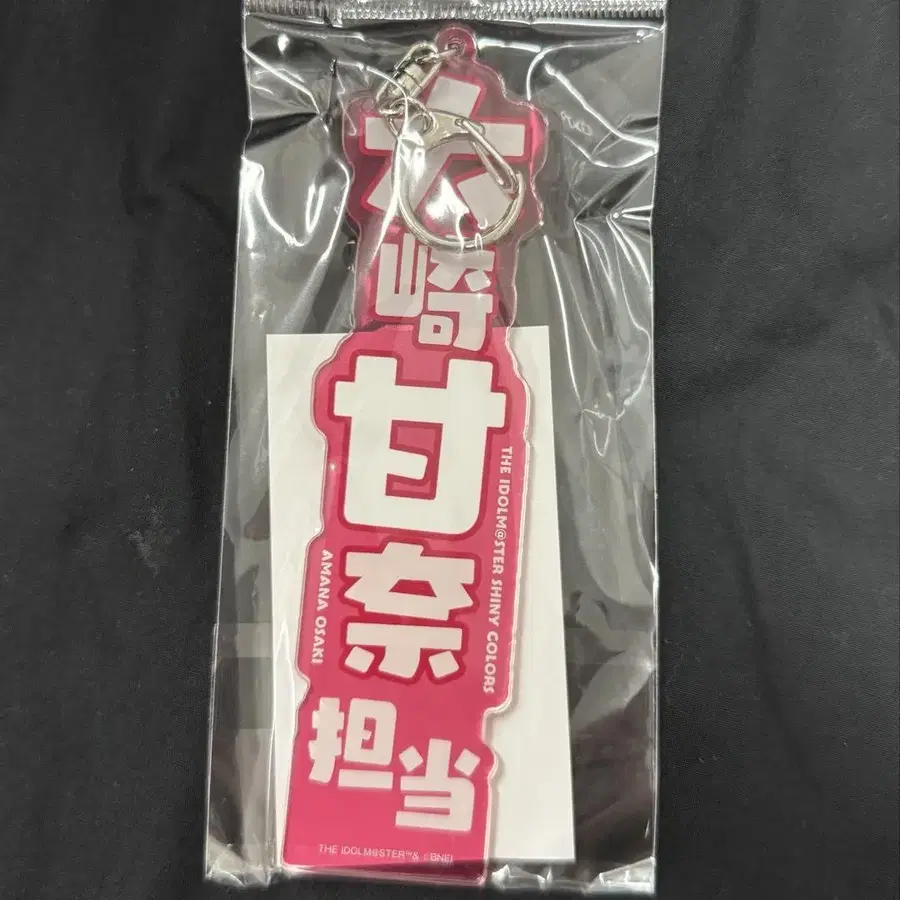 大崎甘奈担当
THE IDOLM@STER SHINY COLORS
AMANA OSAKI
THE IDOLM@STER™& ©BNEI